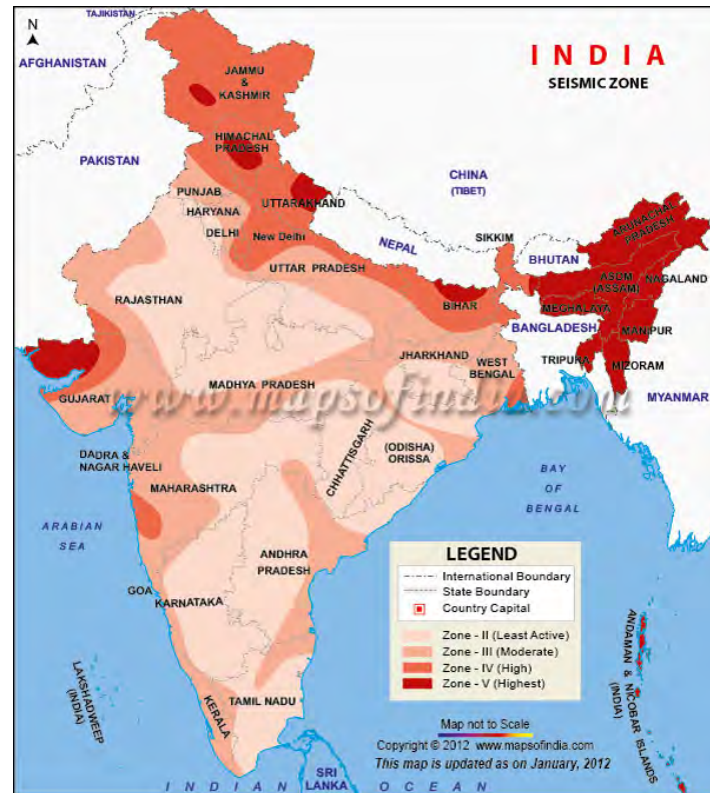 TAJIKISTAN
N
AFGHANISTAN
INDIA
SEISMIC ZONE
JAMMU
&
KASHMIR
PAKISTAN
HIMACHAL
PRADESH
CHINA
(TIBET)
PUNJAB
HARYANA
UTTARAKHAND
DELHI
New Delhi
NEPAL
SIKKIM
BHUTAN
ANUNACHAL
PRADESH
UTTAR PRADESH
RAJASTHAN
BIHAR
ASOM
(ASSAM)
NAGALAND
MEGHALAYA
BANGLADESH
MANIPUR
JHARKHAND
WEST
BENGAL
TRIPURA
MIZORAM
MADHYA PRADESH
GUJARAT
www.mapsofindia.com
MYANMAR
CHHATTISGARH
(ODISHA)
ORISSA
DADRA &
NAGAR HAVELI
MAHARASHTRA
BAY
OF
BENGAL
ARABIAN
SEA
ANDHRA
PRADESH
GOA
KARNATAKA
LEGEND
International Boundary
State Boundary
Country Capital
Zone - II (Least Active)
Zone - III (Moderate)
Zone - IV (High)
Zone - V (Highest)
ANDAMAN & NICOBAR ISLANDS
(INDIA)
LAKSHADWEEP
(INDIA)
KERALA
TAMIL NADU
Map not to Scale
Copyright © 2012 www.mapsofindia.com
This map is updated as on January, 2012
SRI
LANKA
INDIAN OCEAN